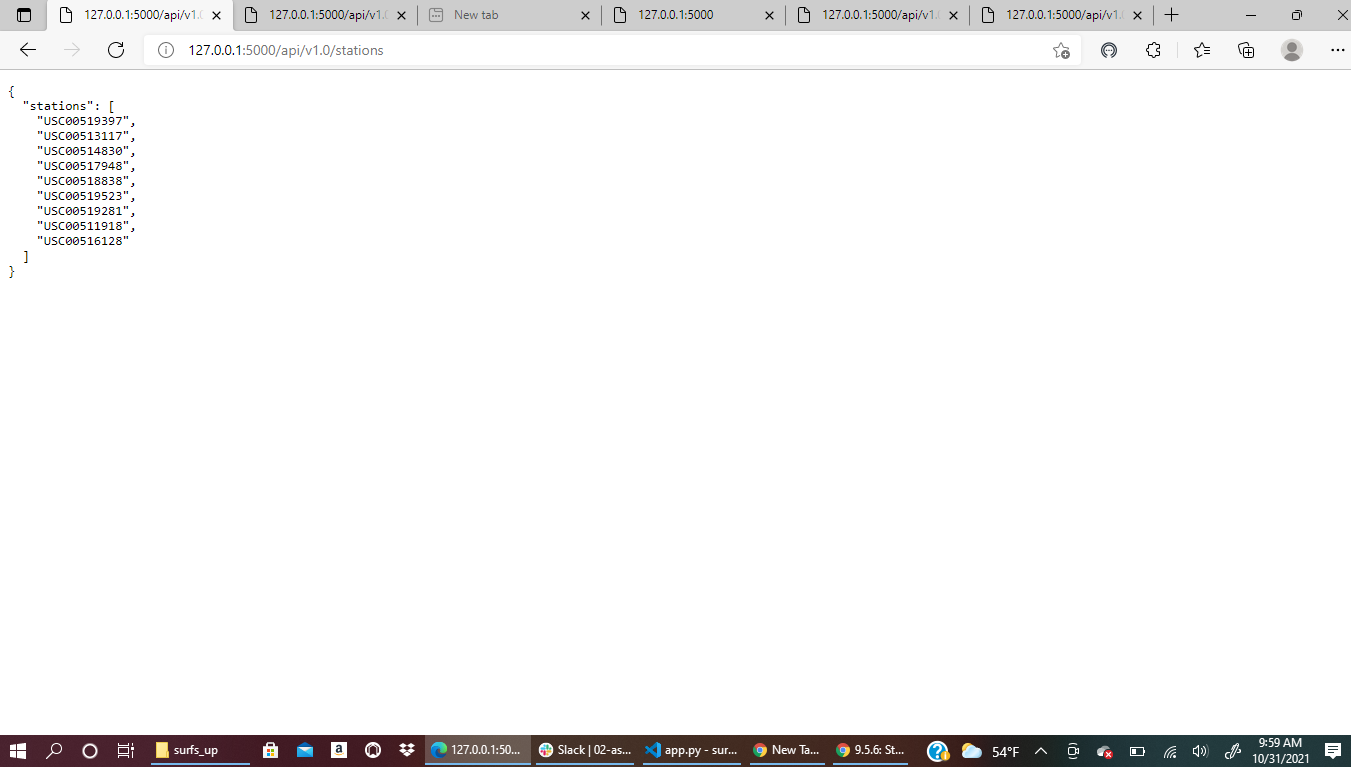 127.0.0.1:5000/api/v1.0
127.0.0.1:5000/api/v1.0
New tab
127.0.0.1:5000
127.0.0.1:5000/api/v1.0
127.0.0.1:5000/api/v1.0
127.0.0.1:5000/api/v1.0/stations
{
"stations": [
"USC00519397",
"USC00513117",
"USC00514830",
"USC00517948",
"USC00518838",
"USC00519523",
"USC00519281",
"USC00511918",
"USC00516128"
]
}
surfs_up
127.0.0.1:50...
Slack | 02-as...
app.py - sur...
New Ta...
9.5.6: St...
54°F
9:59 AM
10/31/2021